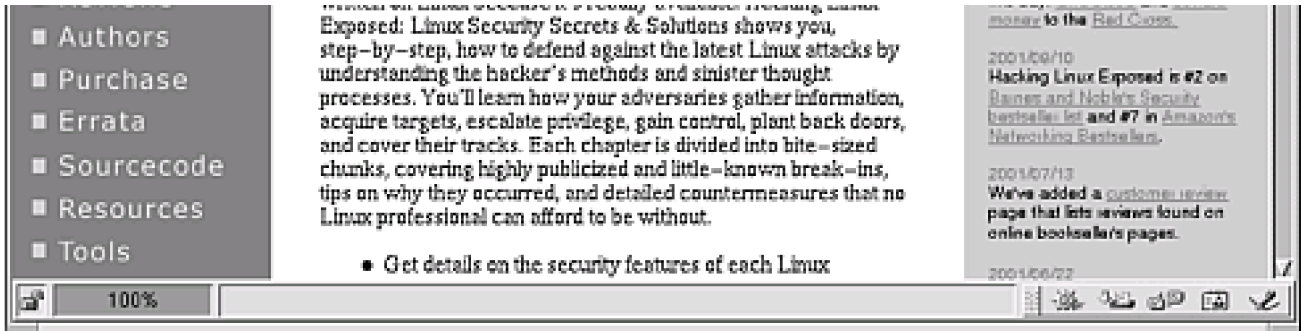 Authors
Purchase
Errata
Sourcecode
Resources
Tools
Exposed: Linux Security Secrets & Solutions shows you,
step-by-step, how to defend against the latest Linux attacks by
understanding the hacker's methods and sinister thought
processes. You'll learn how your adversaries gather information,
acquire targets, escalate privilege, gain control, plant back doors,
and cover their tracks. Each chapter is divided into bite-sized
chunks, covering highly publicized and little-known break-ins,
tips on why they occurred, and detailed countermeasures that no
Linux professional can afford to be without.
• Get details on the security features of each Linux
money to the Red Cross.
2001/09/10
Hacking Linux Exposed is #2 on
Barnes and Noble's Security
bestseller list and #7 in Amazon's
Networking Bestsellers.
2001/07/13
We've added a customer review
page that lists reviews found on
online bookseller's pages.
2001/06/22
100%